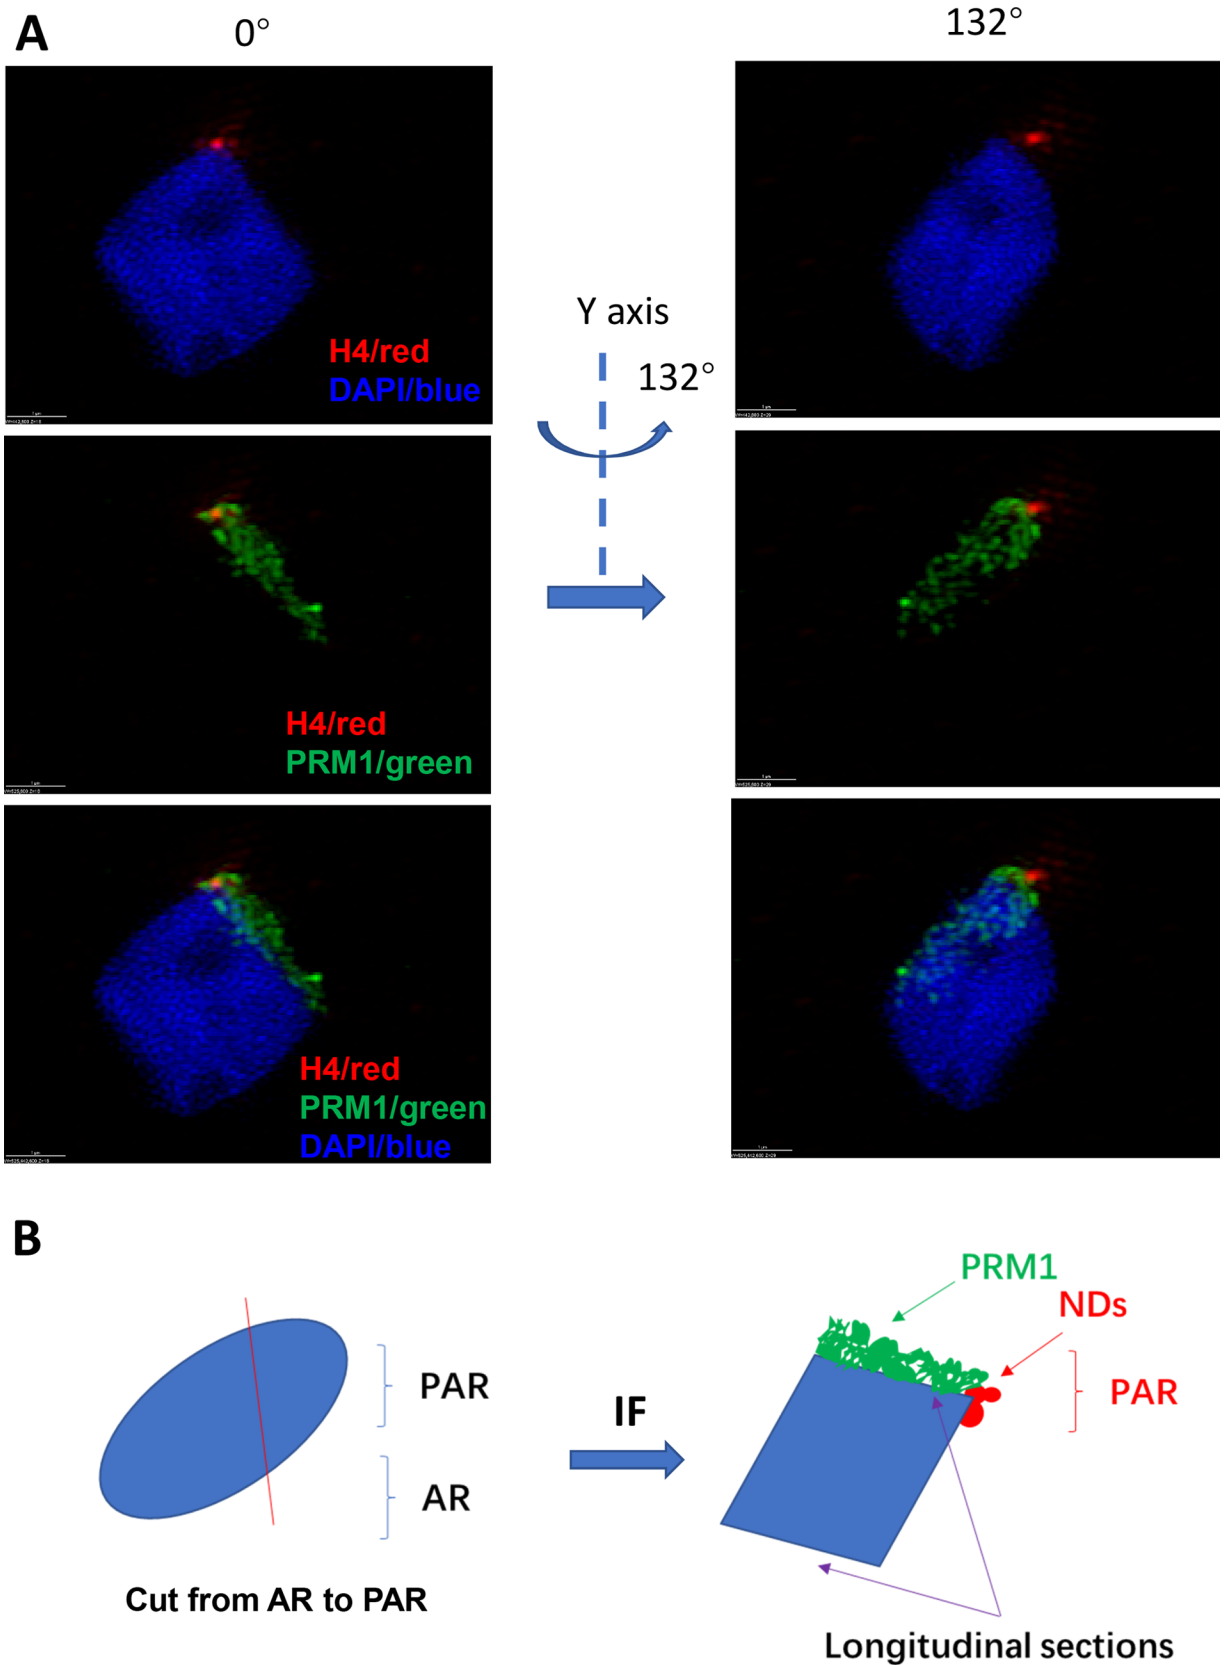 A
0°
132°
H4/red
DAPI/blue
Y axis
132°
H4/red
PRM1/green
H4/red
PRM1/green
DAPI/blue
B
PRM1
NDs
PAR
PAR
IF
AR
Cut from AR to PAR
Longitudinal sections